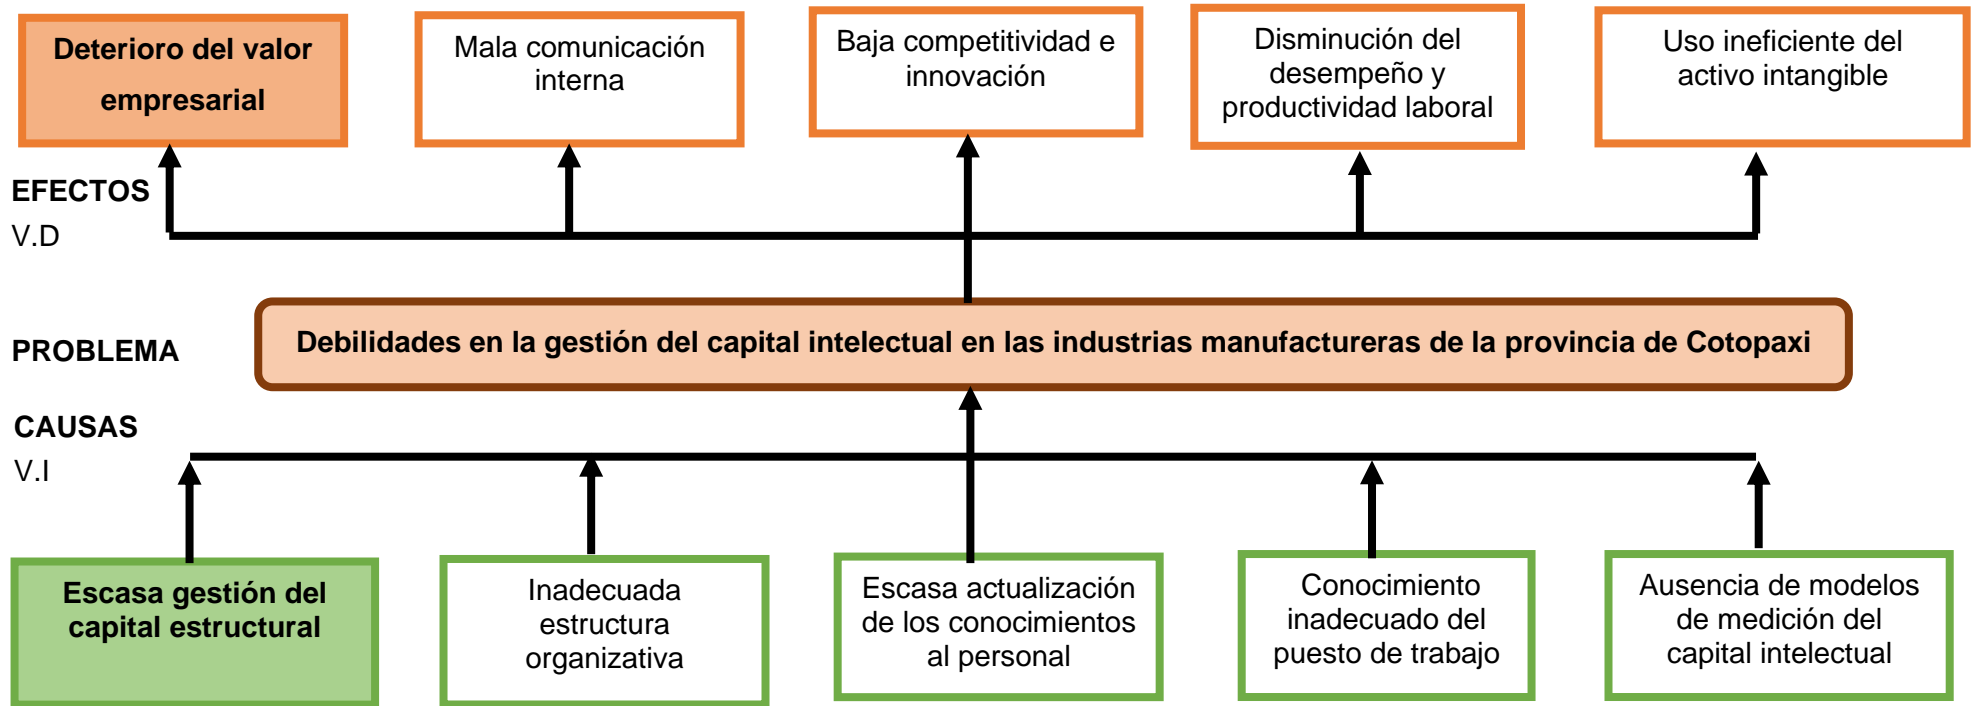 Deterioro del valor
empresarial
Mala comunicación
interna
Baja competitividad e
innovación
Disminución del
desempeño y
productividad laboral
Uso ineficiente del
activo intangible
EFECTOS
V.D
PROBLEMA
Debilidades en la gestión del capital intelectual en las industrias manufactureras de la provincia de Cotopaxi
CAUSAS
V.I
Escasa gestión del
capital estructural
Inadecuada
estructura
organizativa
Escasa actualización
de los conocimientos
al personal
Conocimiento
inadecuado del
puesto de trabajo
Ausencia de modelos
de medición del
capital intelectual